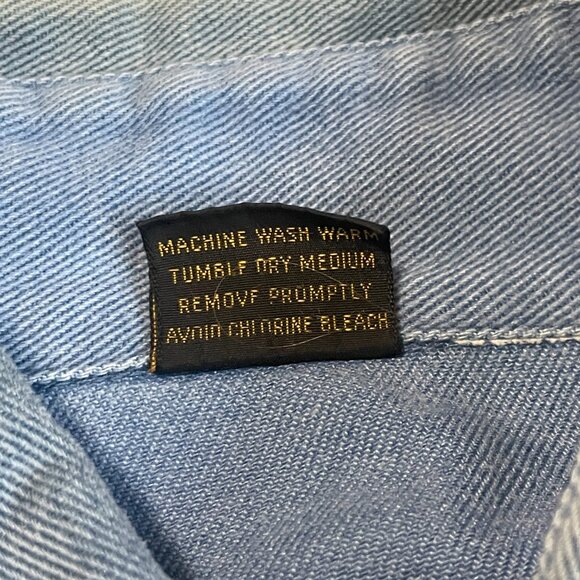 MACHINE WASH WARM
TUMBLE DRY MEDIUM
REMOVE PROMPTLY
AVOID CHLORINE BLEACH